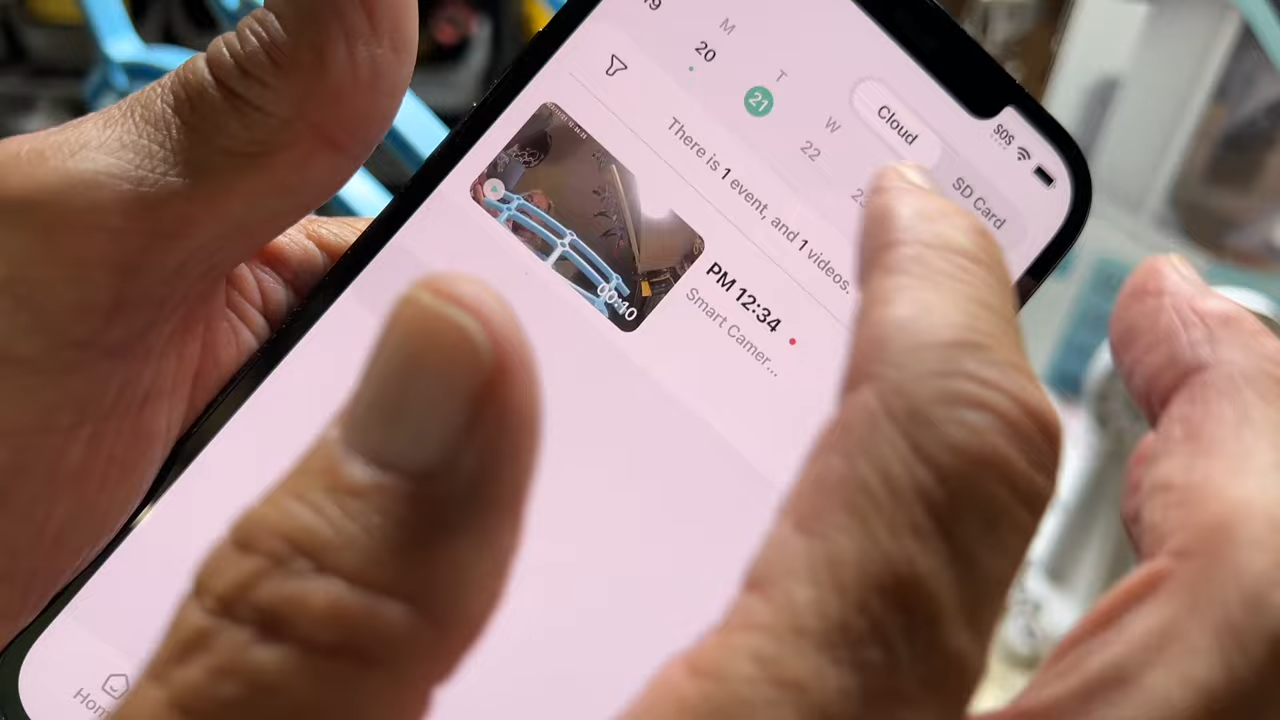 19
M
20
T
21
W
22
Cloud
SD Card
SOS
There is 1 event, and 1 videos.
00:10
PM 12:34
Smart Camer...